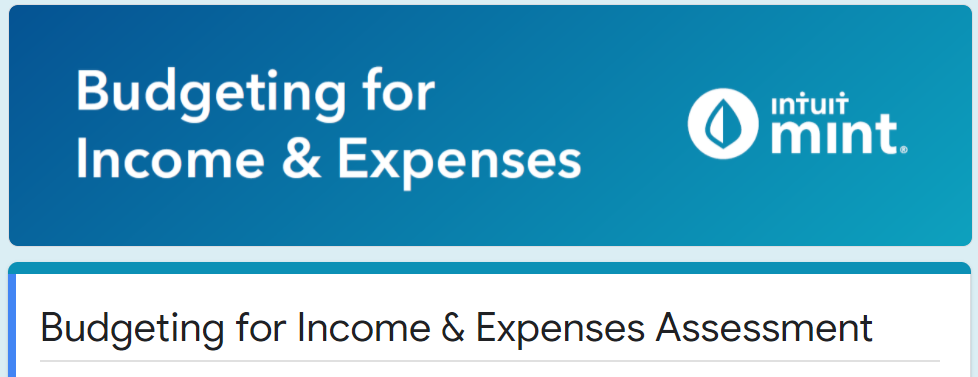 Budgeting for
Income & Expenses
intuit
mint®
Budgeting for Income & Expenses Assessment